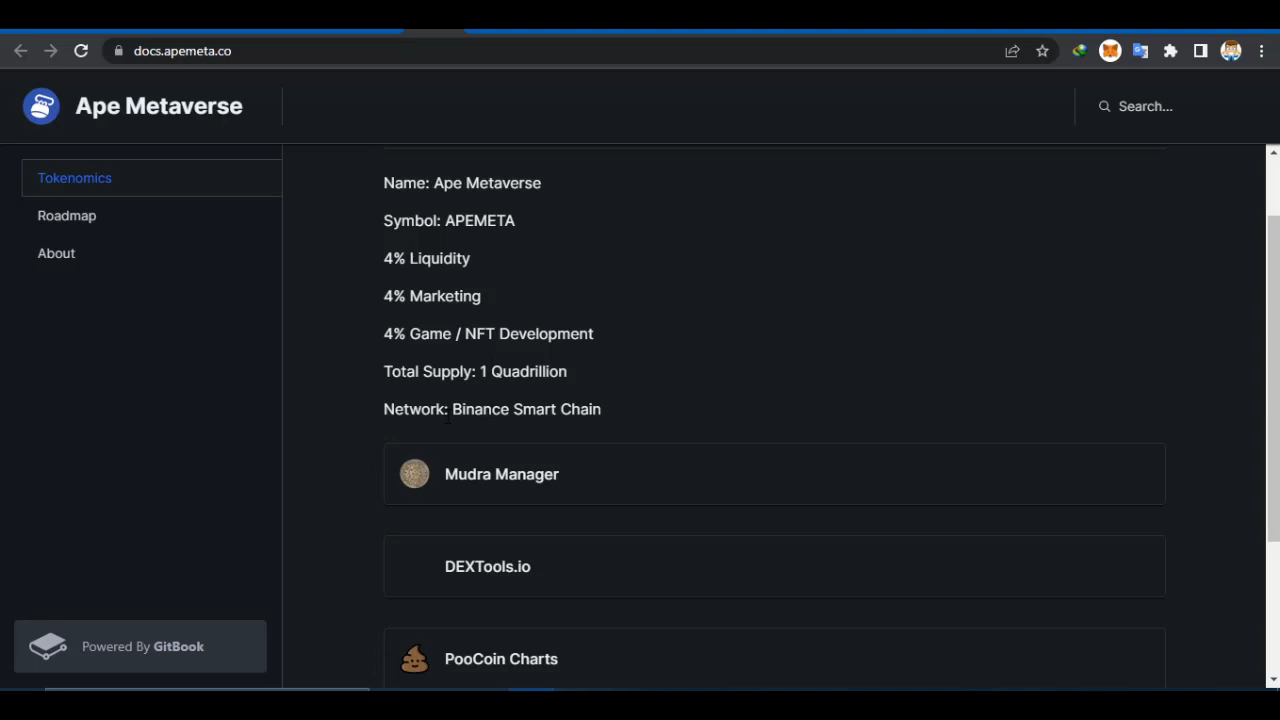 docs.apemeta.co
Ape Metaverse
Search...
Tokenomics
Roadmap
About
Name: Ape Metaverse
Symbol: APEMETA
4% Liquidity
4% Marketing
4% Game / NFT Development
Total Supply: 1 Quadrillion
Network: Binance Smart Chain
Mudra Manager
DEXTools.io
PooCoin Charts
Powered By GitBook